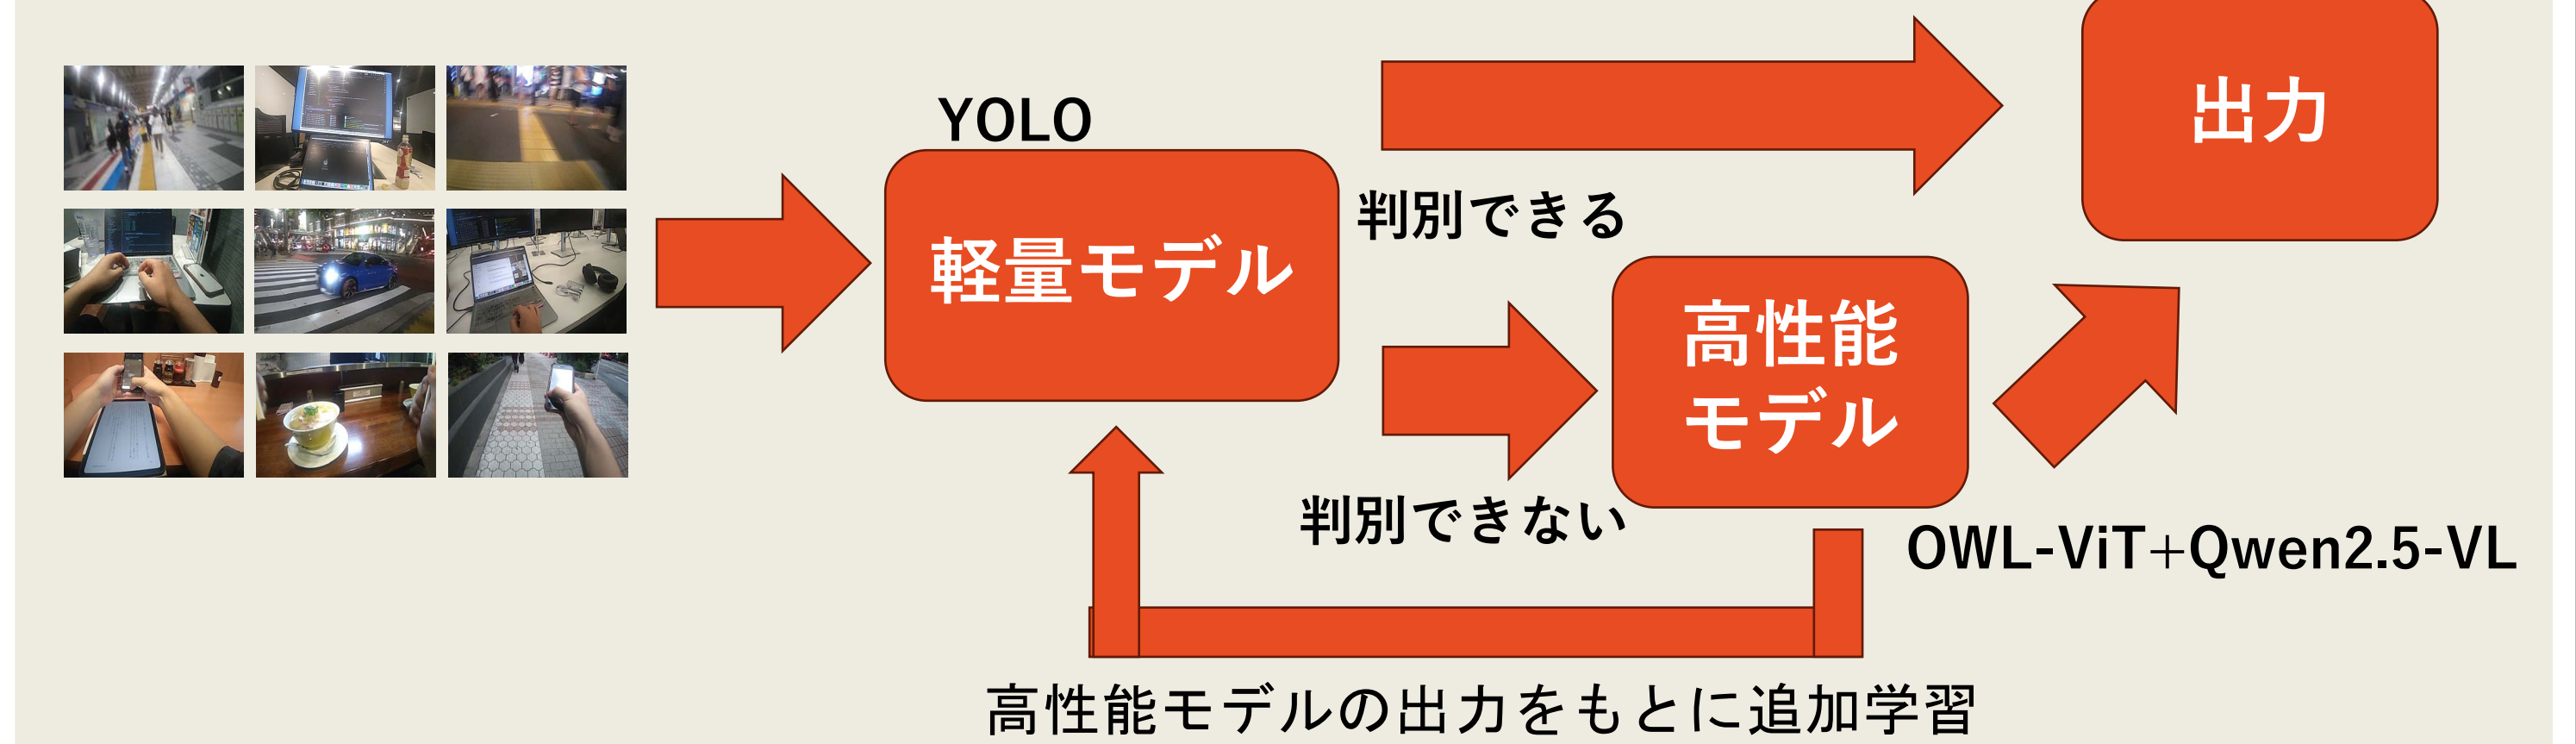 YOLO
軽量モデル
判別できる
出力
高性能
モデル
判別できない
OWL-ViT+Qwen2.5-VL
高性能モデルの出力をもとに追加学習